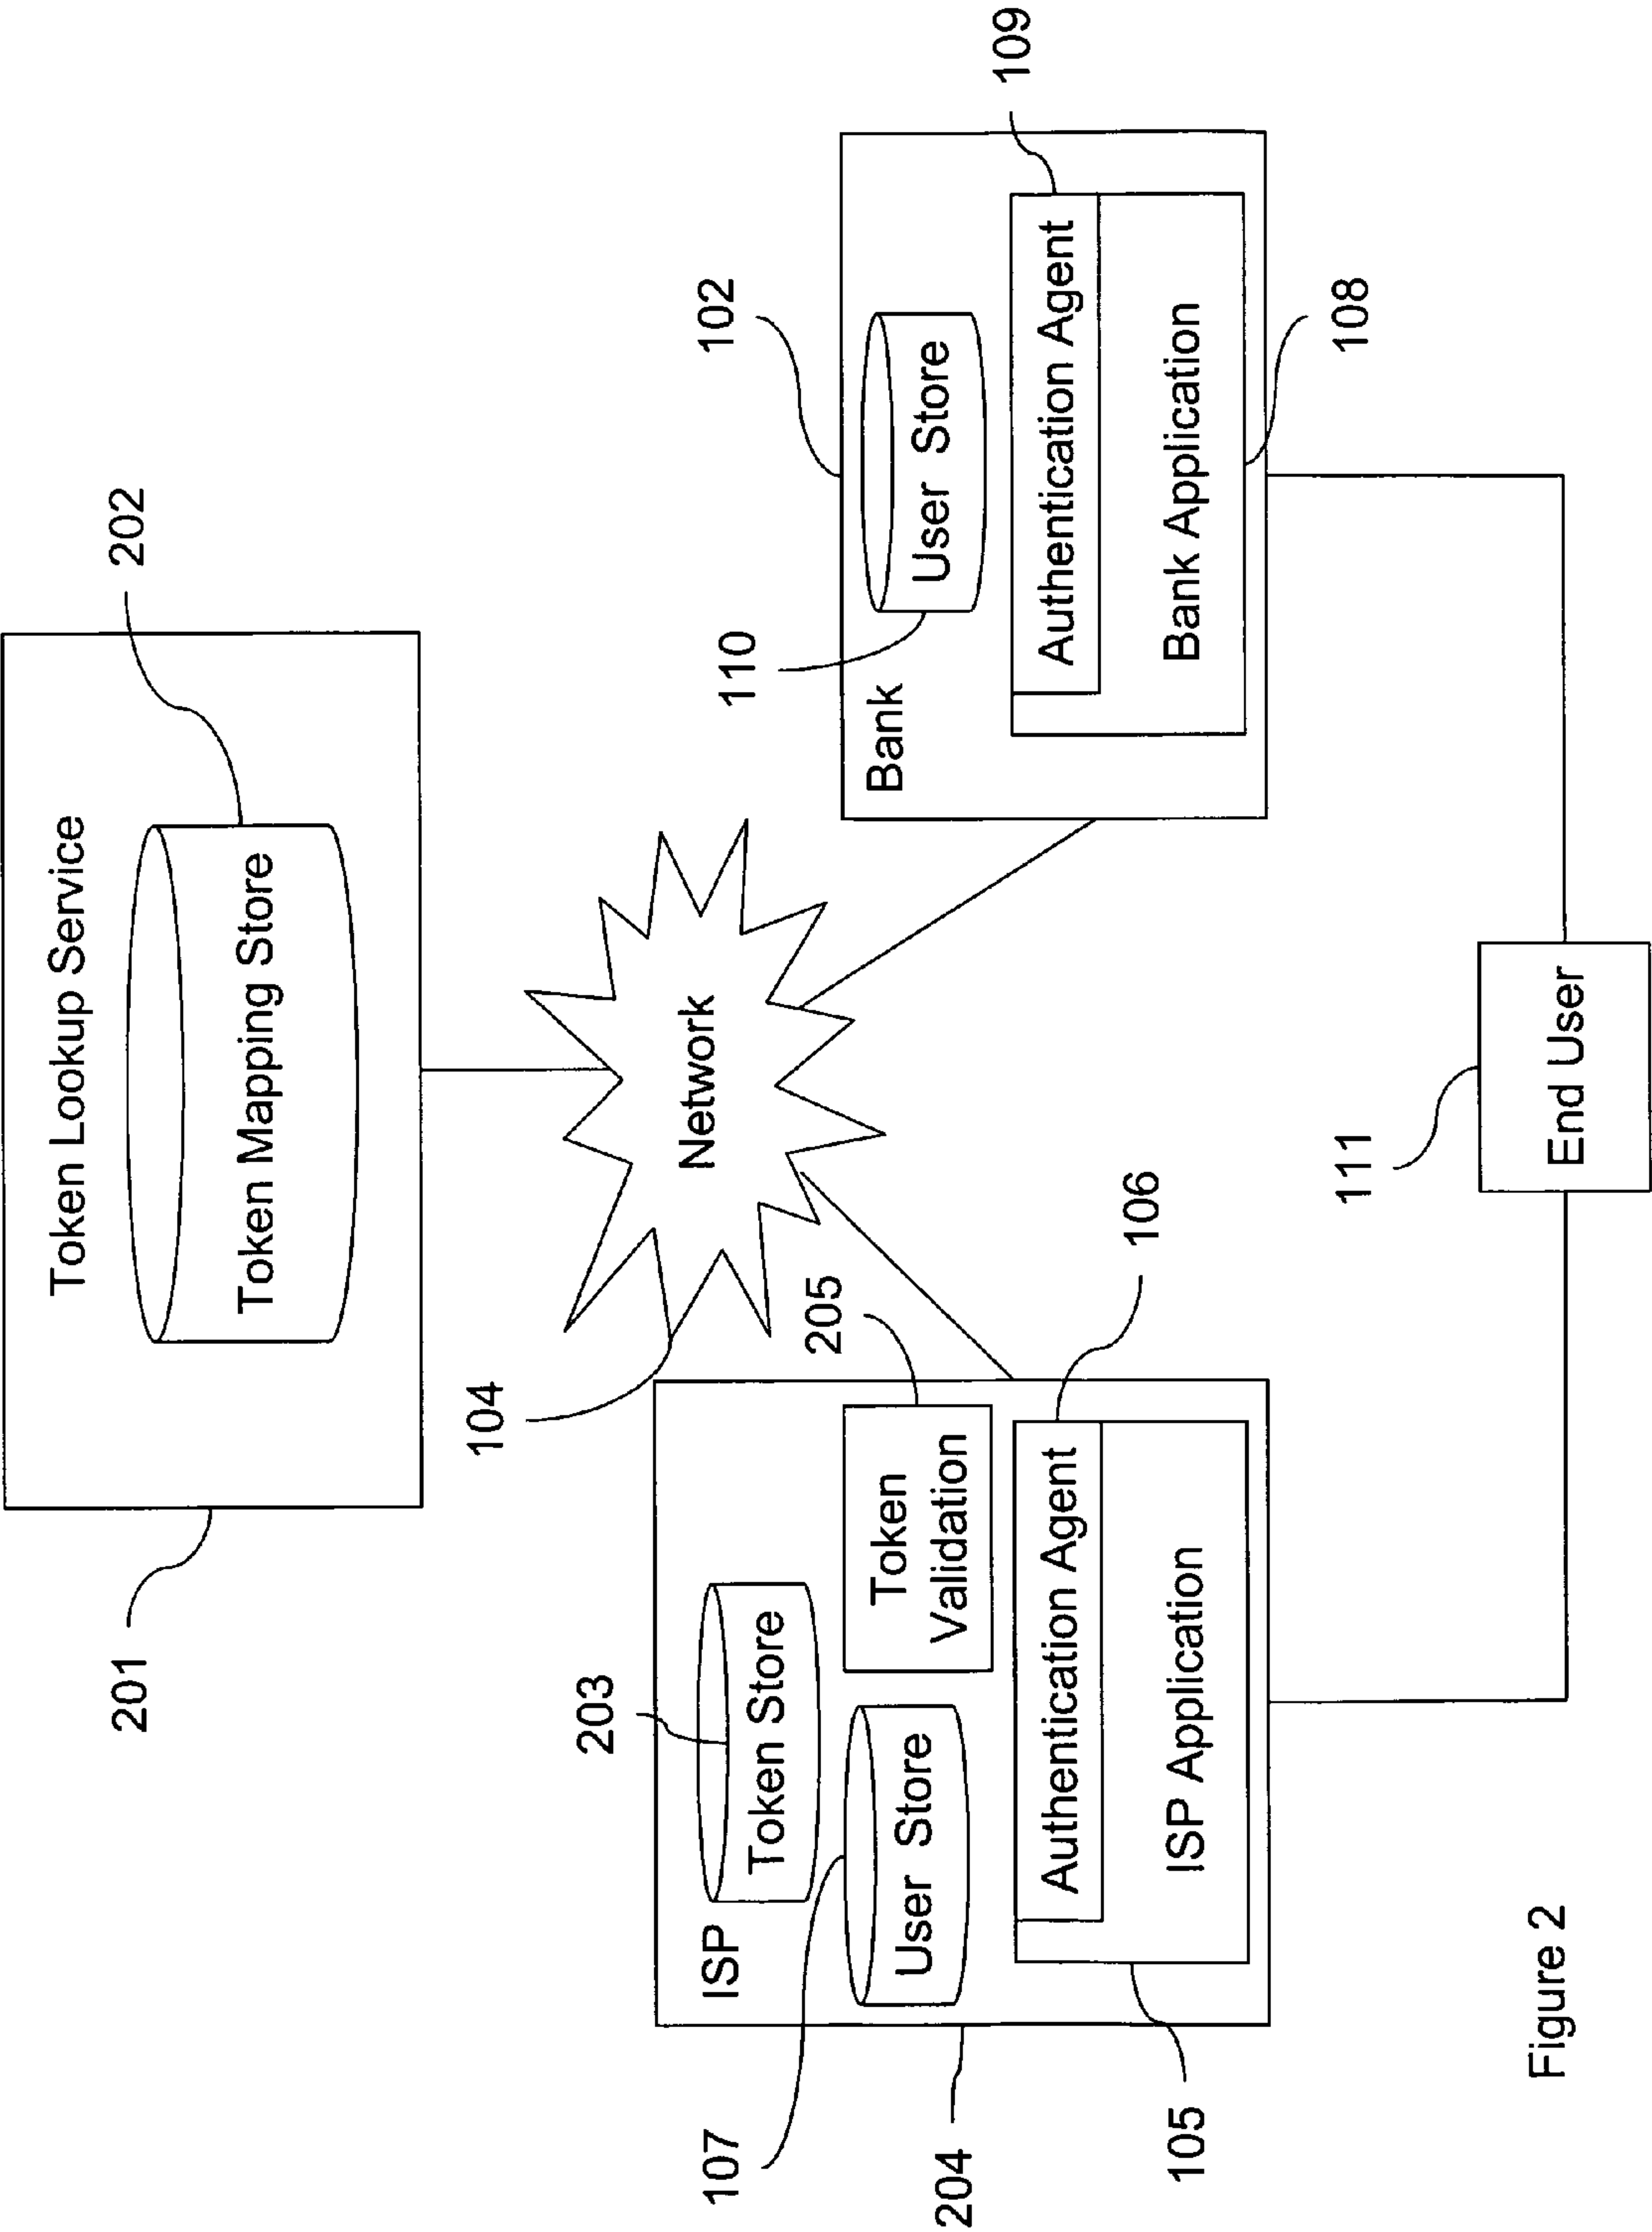 Token Lookup Service
202
201
Token Mapping Store
104
Network
102
109
203
ISP
Token Store
107
User Store
205
Token
Validation
106
Authentication Agent
ISP Application
204
105
110
Bank
User Store
Authentication Agent
Bank Application
108
111
End User
Figure 2